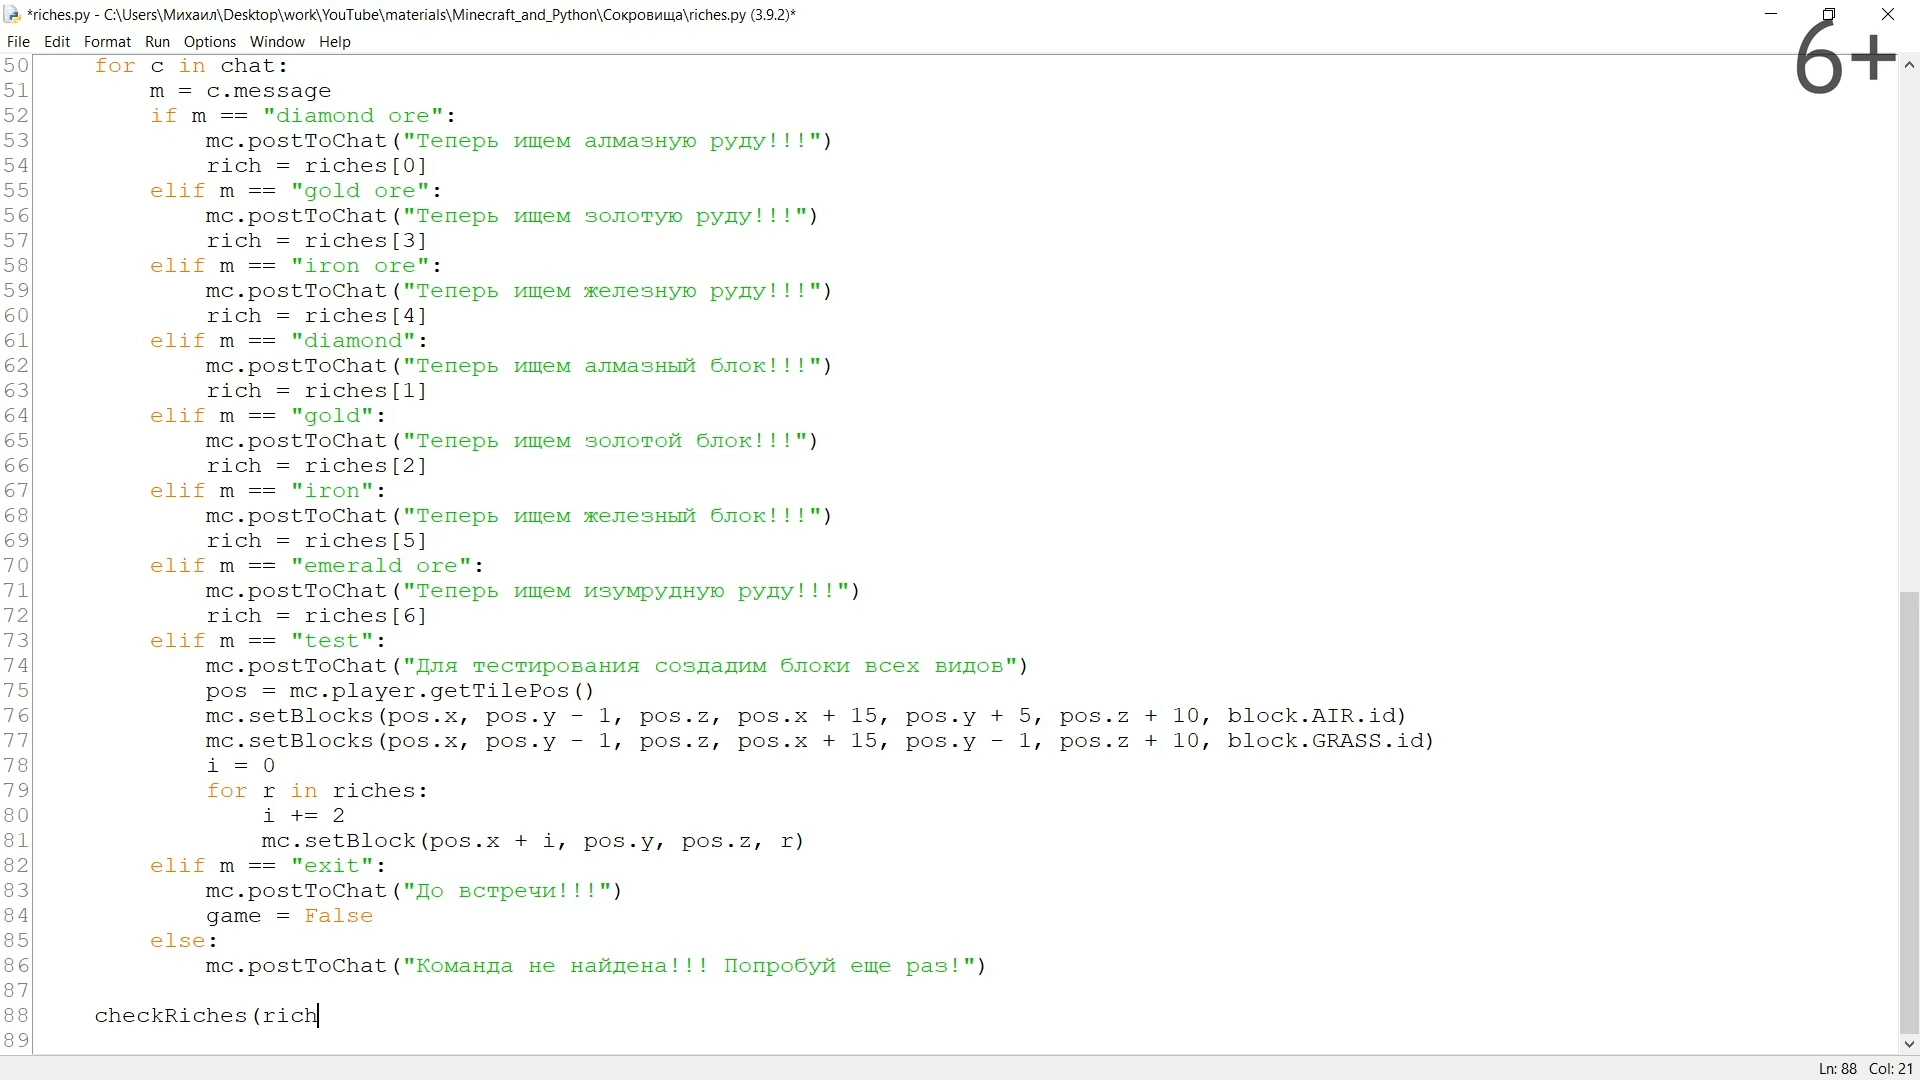 *riches.py - C:\Users\Михаил\Desktop\work\YouTube\materials\Minecraft_and_Python\Сокровища\riches.py (3.9.2)*
File Edit Format Run Options Window Help
6+
50 for c in chat:
51 m = c.message
52 if m == "diamond ore":
53 mc.postToChat("Теперь ищем алмазную руду!!!")
54 rich = riches[0]
55 elif m == "gold ore":
56 mc.postToChat("Теперь ищем золотую руду!!!")
57 rich = riches[3]
58 elif m == "iron ore":
59 mc.postToChat("Теперь ищем железную руду!!!")
60 rich = riches[4]
61 elif m == "diamond":
62 mc.postToChat("Теперь ищем алмазный блок!!!")
63 rich = riches[1]
64 elif m == "gold":
65 mc.postToChat("Теперь ищем золотой блок!!!")
66 rich = riches[2]
67 elif m == "iron":
68 mc.postToChat("Теперь ищем железный блок!!!")
69 rich = riches[5]
70 elif m == "emerald ore":
71 mc.postToChat("Теперь ищем изумрудную руду!!!")
72 rich = riches[6]
73 elif m == "test":
74 mc.postToChat("Для тестирования создадим блоки всех видов")
75 pos = mc.player.getTilePos()
76 mc.setBlocks(pos.x, pos.y - 1, pos.z, pos.x + 15, pos.y + 5, pos.z + 10, block.AIR.id)
77 mc.setBlocks(pos.x, pos.y - 1, pos.z, pos.x + 15, pos.y - 1, pos.z + 10, block.GRASS.id)
78 i = 0
79 for r in riches:
80 i += 2
81 mc.setBlock(pos.x + i, pos.y, pos.z, r)
82 elif m == "exit":
83 mc.postToChat("До встречи!!!")
84 game = False
85 else:
86 mc.postToChat("Команда не найдена!!! Попробуй еще раз!")
87
88 checkRiches(rich
89
Ln: 88 Col: 21